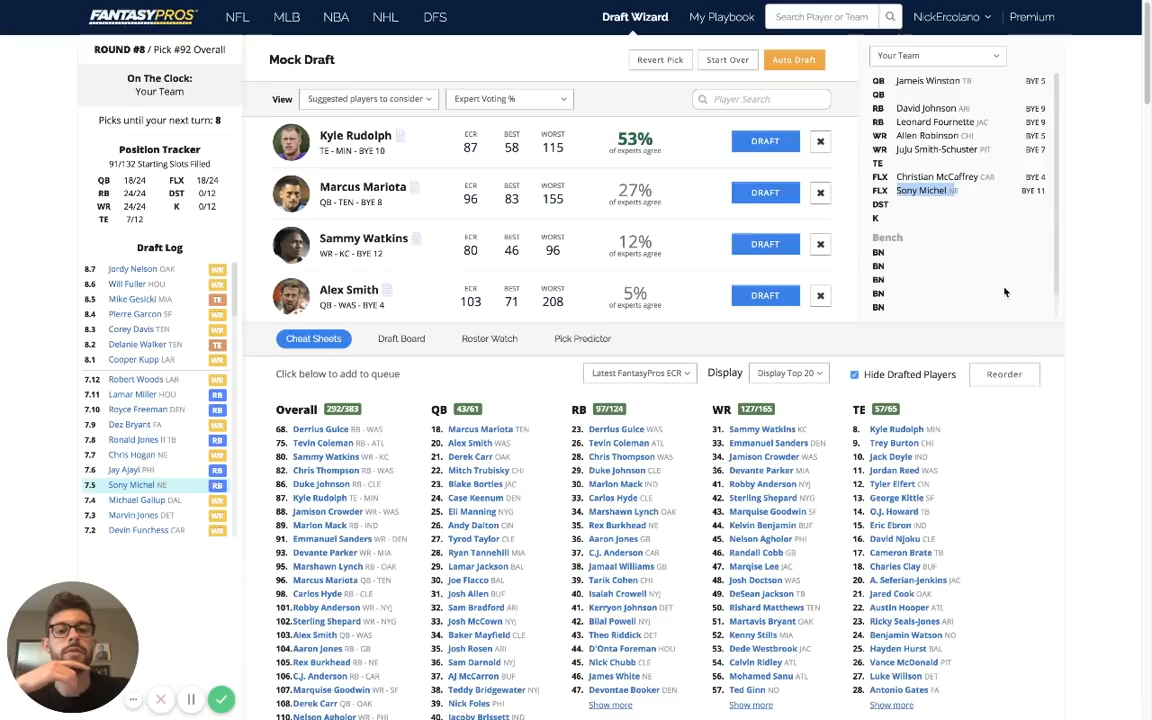 FANTASYPROS
NFL MLB NBA NHL DFS
Draft Wizard My Playbook Search Player or Team NickErcolano Premium
ROUND #8 / Pick #92 Overall
On The Clock:
Your Team
Picks until your next turn: 8
Position Tracker
91/132 Starting Slots Filled
QB 18/24 FLX 18/24
RB 24/24 DST 0/12
WR 24/24 K 0/12
TE 7/12
Draft Log
8.7 Jordy Nelson OAK WR
8.6 Will Fuller HOU WR
8.5 Mike Gesicki MIA TE
8.4 Pierre Garcon SF WR
8.3 Corey Davis TEN WR
8.2 Delanie Walker TEN TE
8.1 Cooper Kupp LAR WR
7.12 Robert Woods LAR WR
7.11 Lamar Miller HOU RB
7.10 Royce Freeman DEN RB
7.9 Dez Bryant FA WR
7.8 Ronald Jones II TB RB
7.7 Chris Hogan NE WR
7.6 Jay Ajayi PHI RB
7.5 Sony Michel NE RB
7.4 Michael Gallup DAL WR
7.3 Marvin Jones DET WR
7.2 Devin Funchess CAR WR
Mock Draft Revert Pick Start Over Auto Draft
View Suggested players to consider Expert Voting % Player Search
Kyle Rudolph ECR BEST WORST 53%
TE - MIN - BYE 10 87 58 115 of experts agree DRAFT
Marcus Mariota ECR BEST WORST 27%
QB - TEN - BYE 8 96 83 155 of experts agree DRAFT
Sammy Watkins ECR BEST WORST 12%
WR - KC - BYE 12 80 46 96 of experts agree DRAFT
Alex Smith ECR BEST WORST 5%
QB - WAS - BYE 4 103 71 208 of experts agree DRAFT
Your Team
QB Jameis Winston TB BYE 5
QB
RB David Johnson ARI BYE 9
RB Leonard Fournette JAC BYE 9
WR Allen Robinson CHI BYE 5
WR JuJu Smith-Schuster PIT BYE 7
TE
FLX Christian McCaffrey CAR BYE 4
FLX Sony Michel NE BYE 11
DST
K
Bench
BN
BN
BN
BN
BN
Cheat Sheets Draft Board Roster Watch Pick Predictor
Click below to add to queue Latest FantasyPros ECR Display Display Top 20 Hide Drafted Players Reorder
Overall 292/383
68. Derrius Guice RB - WAS
75. Tevin Coleman RB - ATL
80. Sammy Watkins WR - KC
82. Chris Thompson RB - WAS
86. Duke Johnson RB - CLE
87. Kyle Rudolph TE - MIN
88. Jamison Crowder WR - WAS
89. Marlon Mack RB - IND
91. Emmanuel Sanders WR - DEN
93. Devante Parker WR - MIA
95. Marshawn Lynch RB - OAK
96. Marcus Mariota QB - TEN
98. Carlos Hyde RB - CLE
101. Robby Anderson WR - NYJ
102. Sterling Shepard WR - NYG
103. Alex Smith QB - WAS
104. Aaron Jones RB - GB
105. Rex Burkhead RB - NE
106. C.J. Anderson RB - CAR
107. Marquise Goodwin WR - SF
108. Derek Carr QB - OAK
110. Nelson Agholor WR - PHI
QB 43/61
18. Marcus Mariota TEN
20. Alex Smith WAS
21. Derek Carr OAK
22. Mitch Trubisky CHI
23. Blake Bortles JAC
24. Case Keenum DEN
25. Eli Manning NYG
26. Andy Dalton CIN
27. Tyrod Taylor CLE
28. Ryan Tannehill MIA
29. Lamar Jackson BAL
30. Joe Flacco BAL
31. Josh Allen BUF
32. Sam Bradford ARI
33. Josh McCown NYJ
34. Baker Mayfield CLE
35. Josh Rosen ARI
36. Sam Darnold NYJ
37. AJ McCarron BUF
38. Teddy Bridgewater NYJ
39. Nick Foles PHI
40. Jacoby Brissett IND
RB 97/124
23. Derrius Guice WAS
26. Tevin Coleman ATL
28. Chris Thompson WAS
29. Duke Johnson CLE
30. Marlon Mack IND
33. Carlos Hyde CLE
34. Marshawn Lynch OAK
35. Rex Burkhead NE
36. Aaron Jones GB
37. C.J. Anderson CAR
38. Jamaal Williams GB
39. Tarik Cohen CHI
40. Isaiah Crowell NYJ
41. Kerryon Johnson DET
42. Bilal Powell NYJ
43. Theo Riddick DET
44. D'Onta Foreman HOU
45. Nick Chubb CLE
46. James White NE
47. Devontae Booker DEN
Show more
WR 127/165
31. Sammy Watkins KC
33. Emmanuel Sanders DEN
34. Jamison Crowder WAS
36. Devante Parker MIA
41. Robby Anderson NYJ
42. Sterling Shepard NYG
43. Marquise Goodwin SF
44. Kelvin Benjamin BUF
45. Nelson Agholor PHI
46. Randall Cobb GB
47. Marqise Lee JAC
48. Josh Doctson WAS
49. DeSean Jackson TB
50. Rishard Matthews TEN
51. Martavis Bryant OAK
52. Kenny Stills MIA
53. Dede Westbrook JAC
54. Calvin Ridley ATL
56. Mohamed Sanu ATL
57. Ted Ginn NO
Show more
TE 57/65
8. Kyle Rudolph MIN
9. Trey Burton CHI
10. Jack Doyle IND
11. Jordan Reed WAS
12. Tyler Eifert CIN
13. George Kittle SF
14. O.J. Howard TB
15. Eric Ebron IND
16. David Njoku CLE
17. Cameron Brate TB
18. Charles Clay BUF
20. A. Seferian-Jenkins JAC
21. Jared Cook OAK
22. Austin Hooper ATL
23. Ricky Seals-Jones ARI
24. Benjamin Watson NO
25. Hayden Hurst BAL
26. Vance McDonald PIT
27. Luke Willson DET
28. Antonio Gates FA
Show more